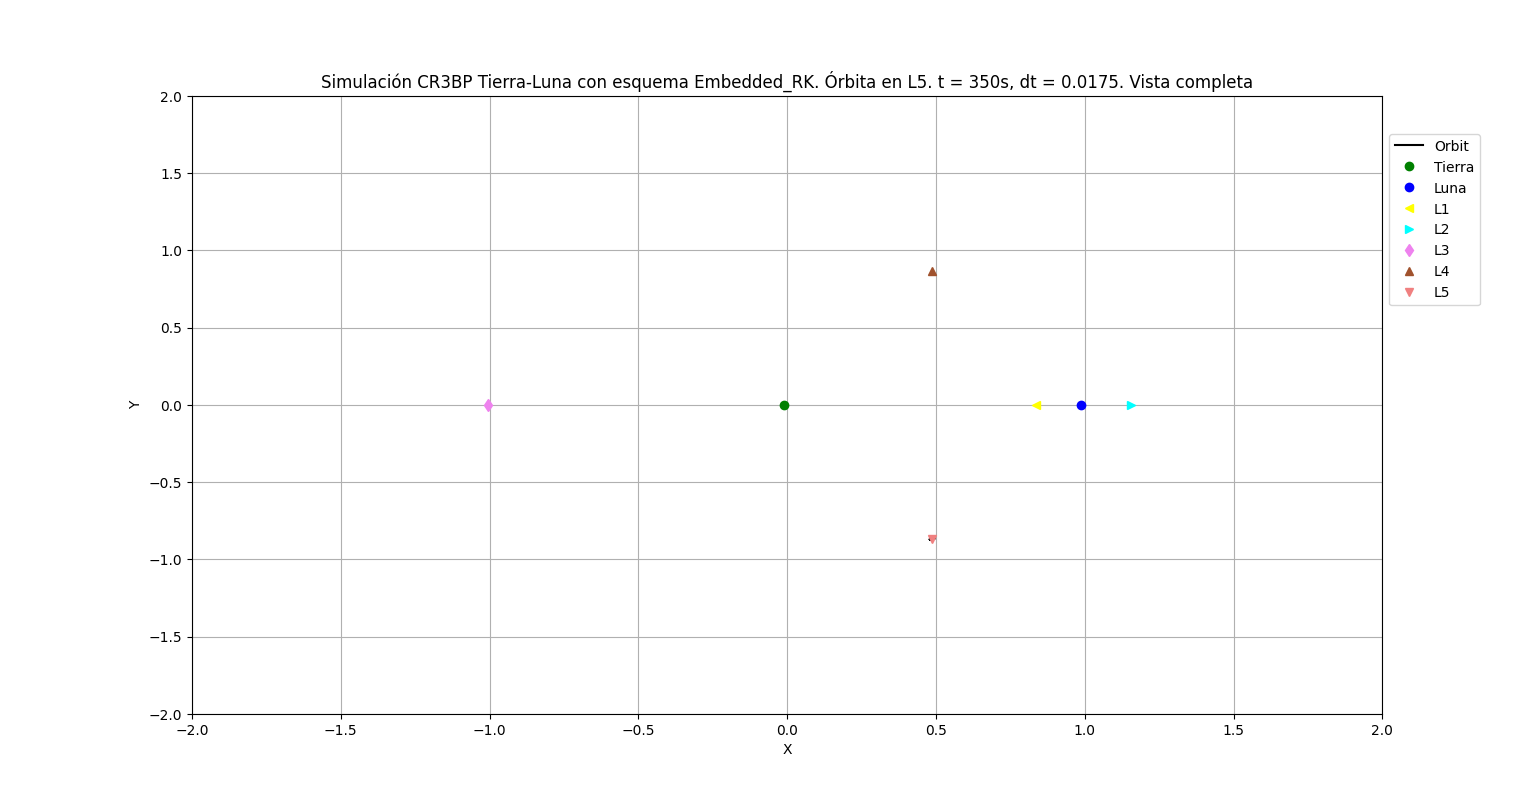 Simulación CR3BP Tierra-Luna con esquema Embedded_RK. Órbita en L5. t = 350s, dt = 0.0175. Vista completa
2.0
1.5
1.0
0.5
0.0
−0.5
−1.0
−1.5
−2.0
Y
−2.0 −1.5 −1.0 −0.5 0.0 0.5 1.0 1.5 2.0
X
Orbit
Tierra
Luna
L1
L2
L3
L4
L5